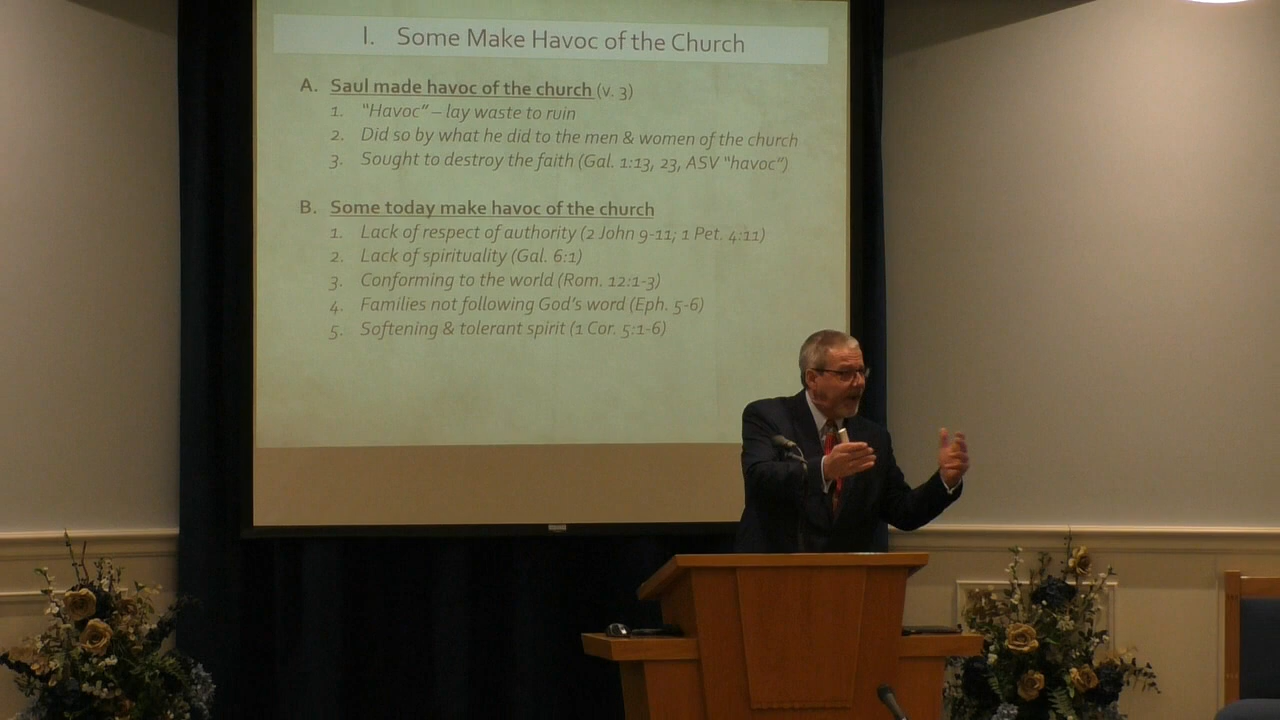 I. Some Make Havoc of the Church
A. Saul made havoc of the church (v. 3)
1. “Havoc” – lay waste to ruin
2. Did so by what he did to the men & women of the church
3. Sought to destroy the faith (Gal. 1:13, 23, ASV “havoc”)
B. Some today make havoc of the church
1. Lack of respect of authority (2 John 9-11; 1 Pet. 4:11)
2. Lack of spirituality (Gal. 6:1)
3. Conforming to the world (Rom. 12:1-3)
4. Families not following God’s word (Eph. 5-6)
5. Softening & tolerant spirit (1 Cor. 5:1-6)